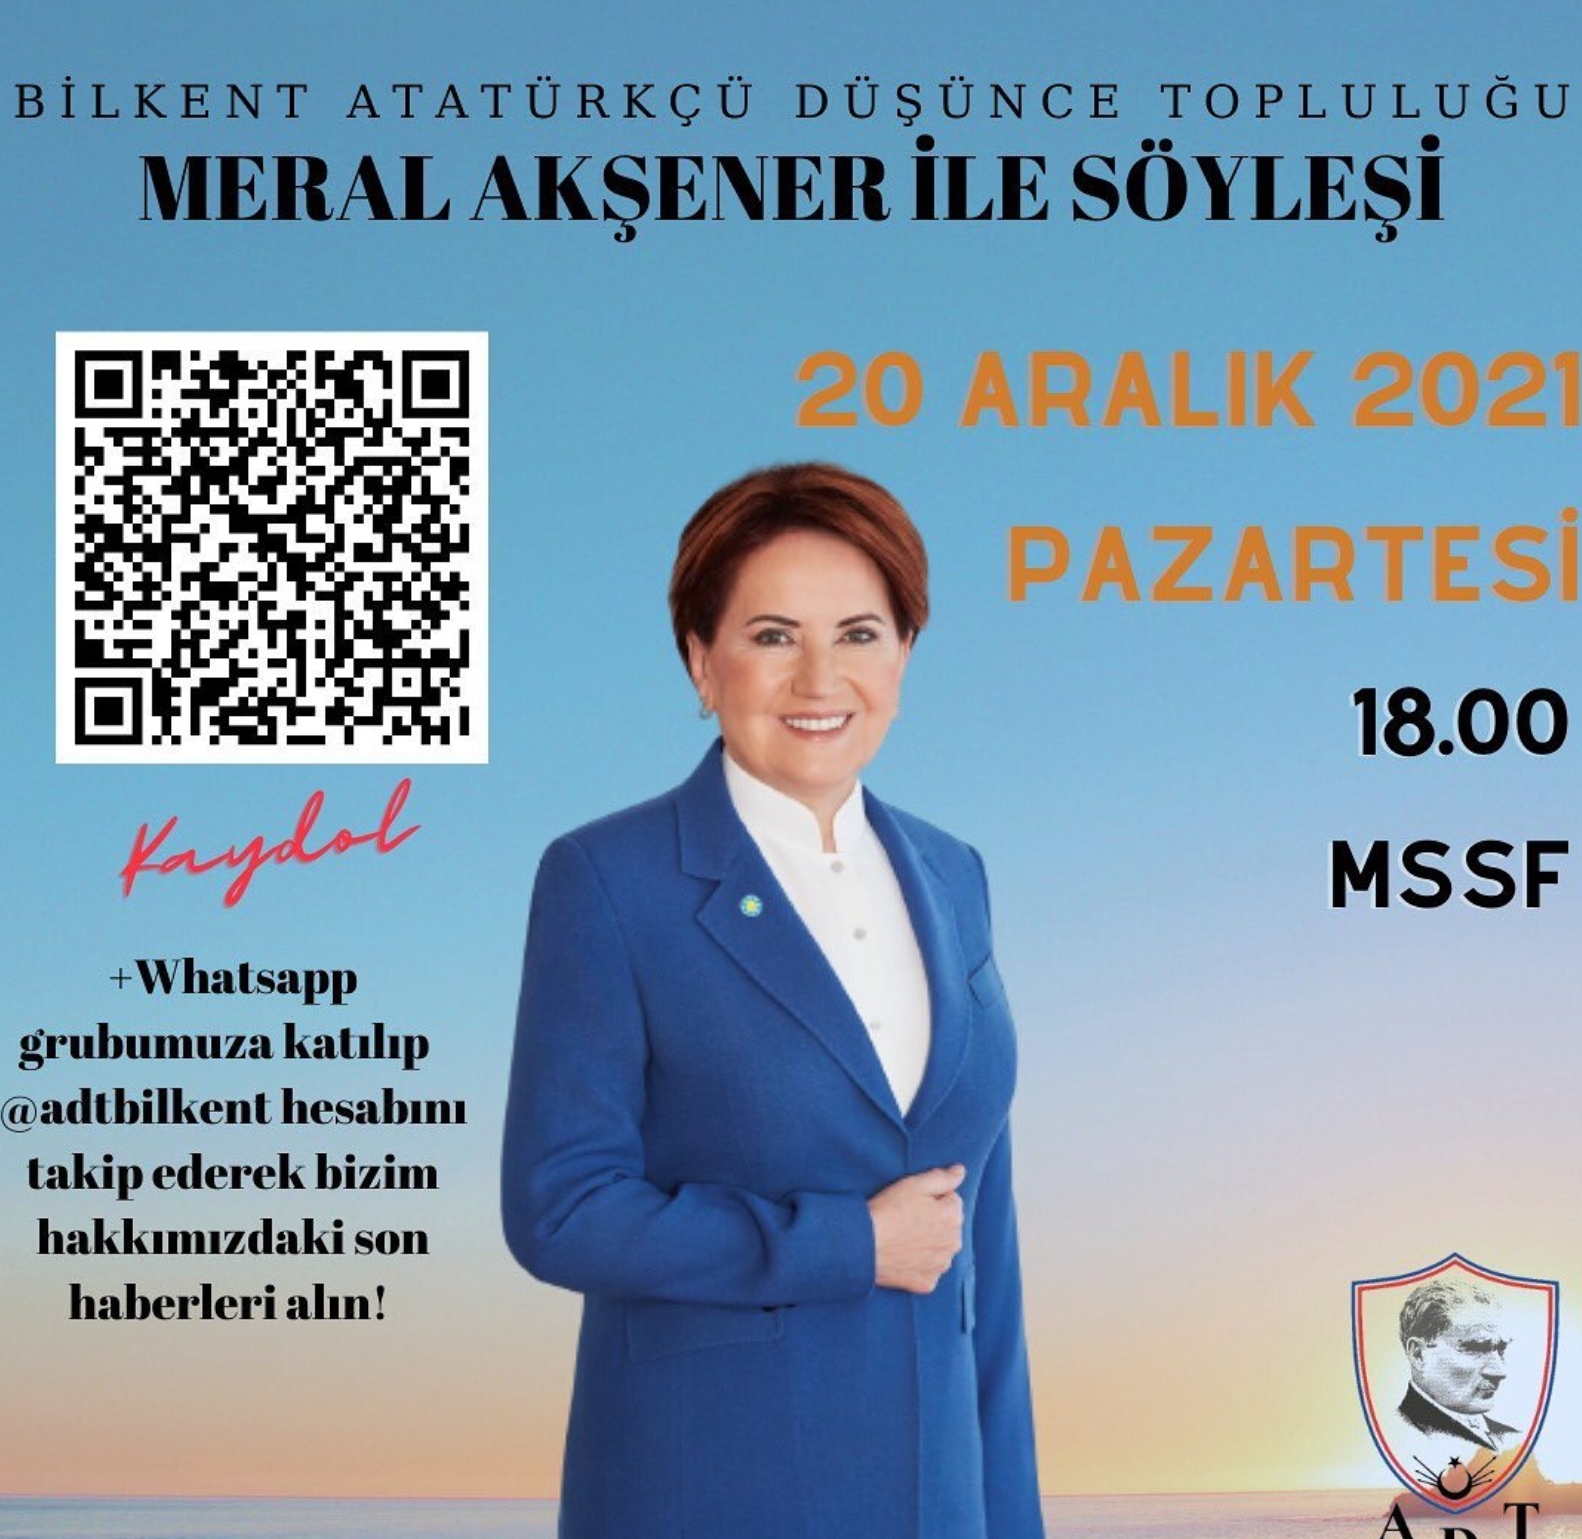 BİLKENT ATATÜRKÇÜ DÜŞÜNCE TOPLULUĞU
MERAL AKŞENER İLE SÖYLEŞİ
20 ARALIK 2021
PAZARTESİ
18.00
MSSF
Kaydol
+Whatsapp
grubumuza katılıp
@adtbilkent hesabını
takip ederek bizim
hakkımızdaki son
haberleri alın!
A D T